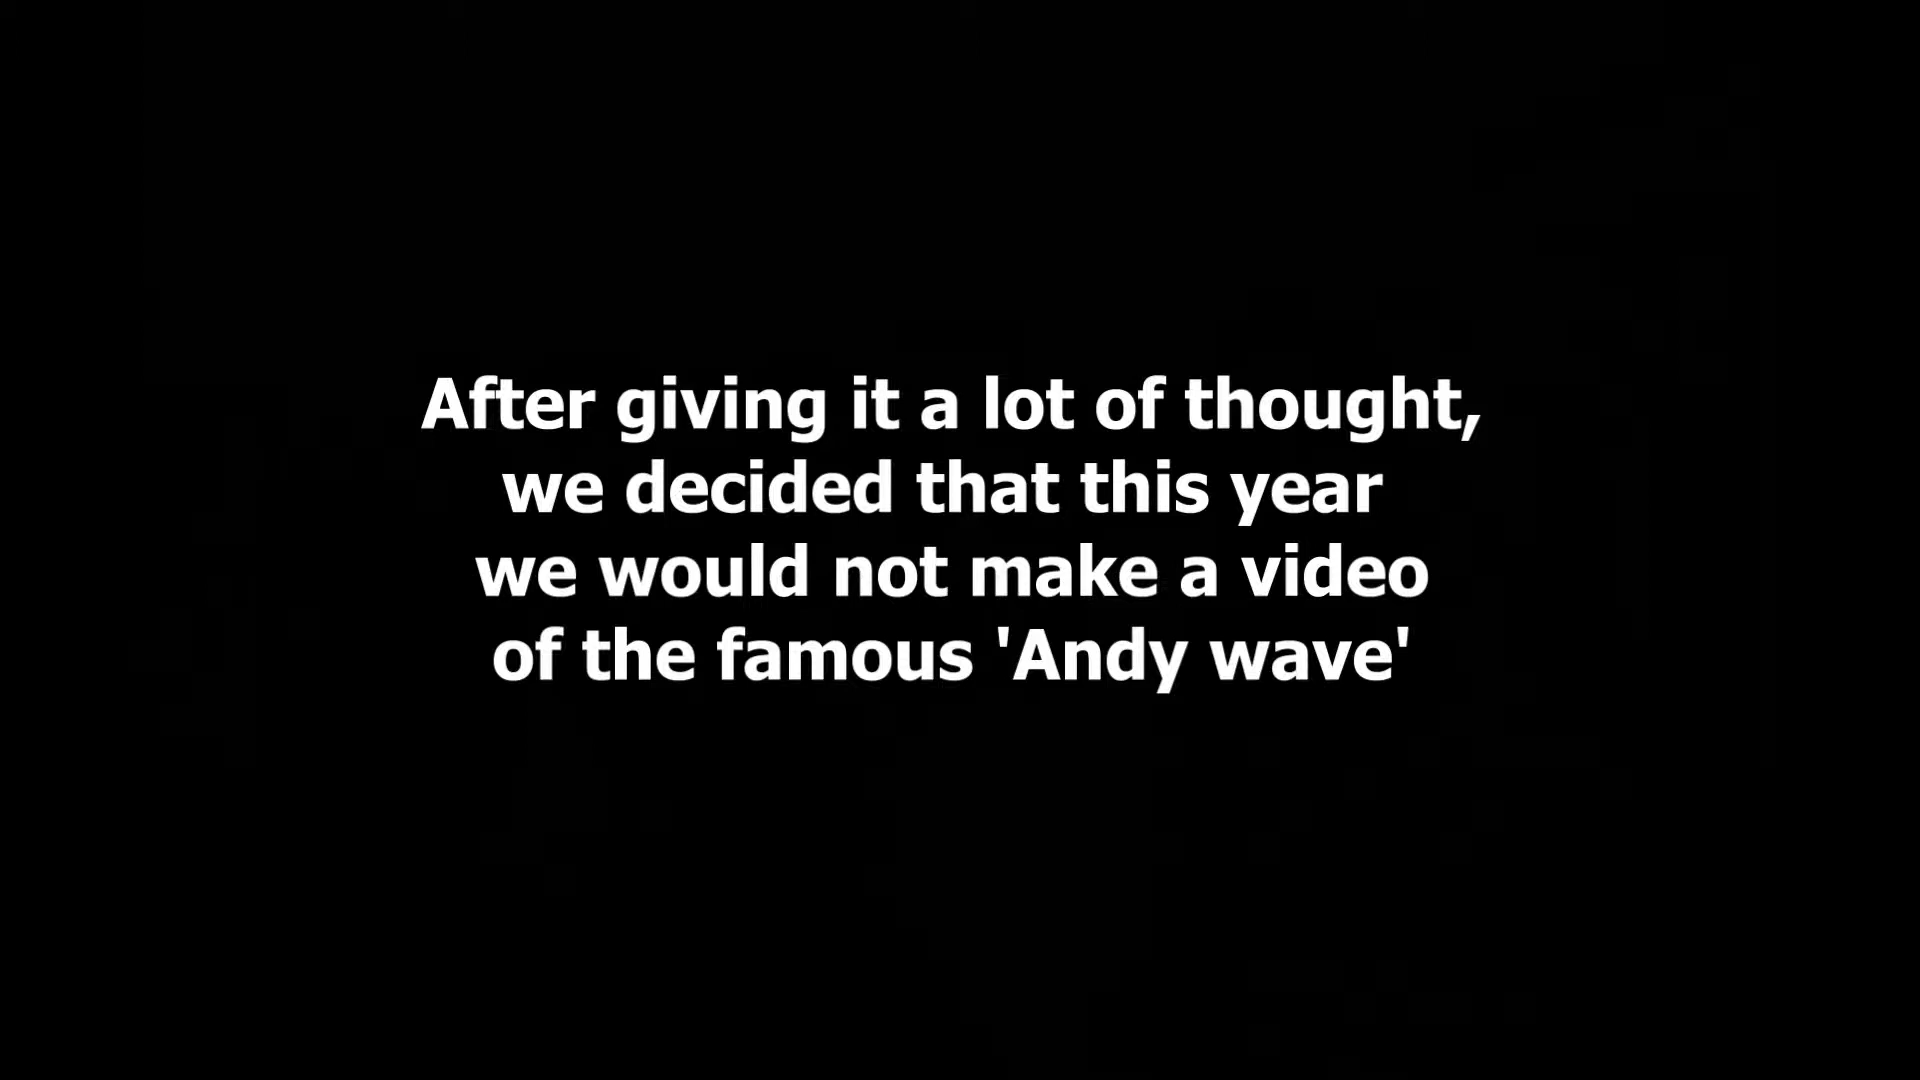 After giving it a lot of thought,
we decided that this year
we would not make a video
of the famous 'Andy wave'